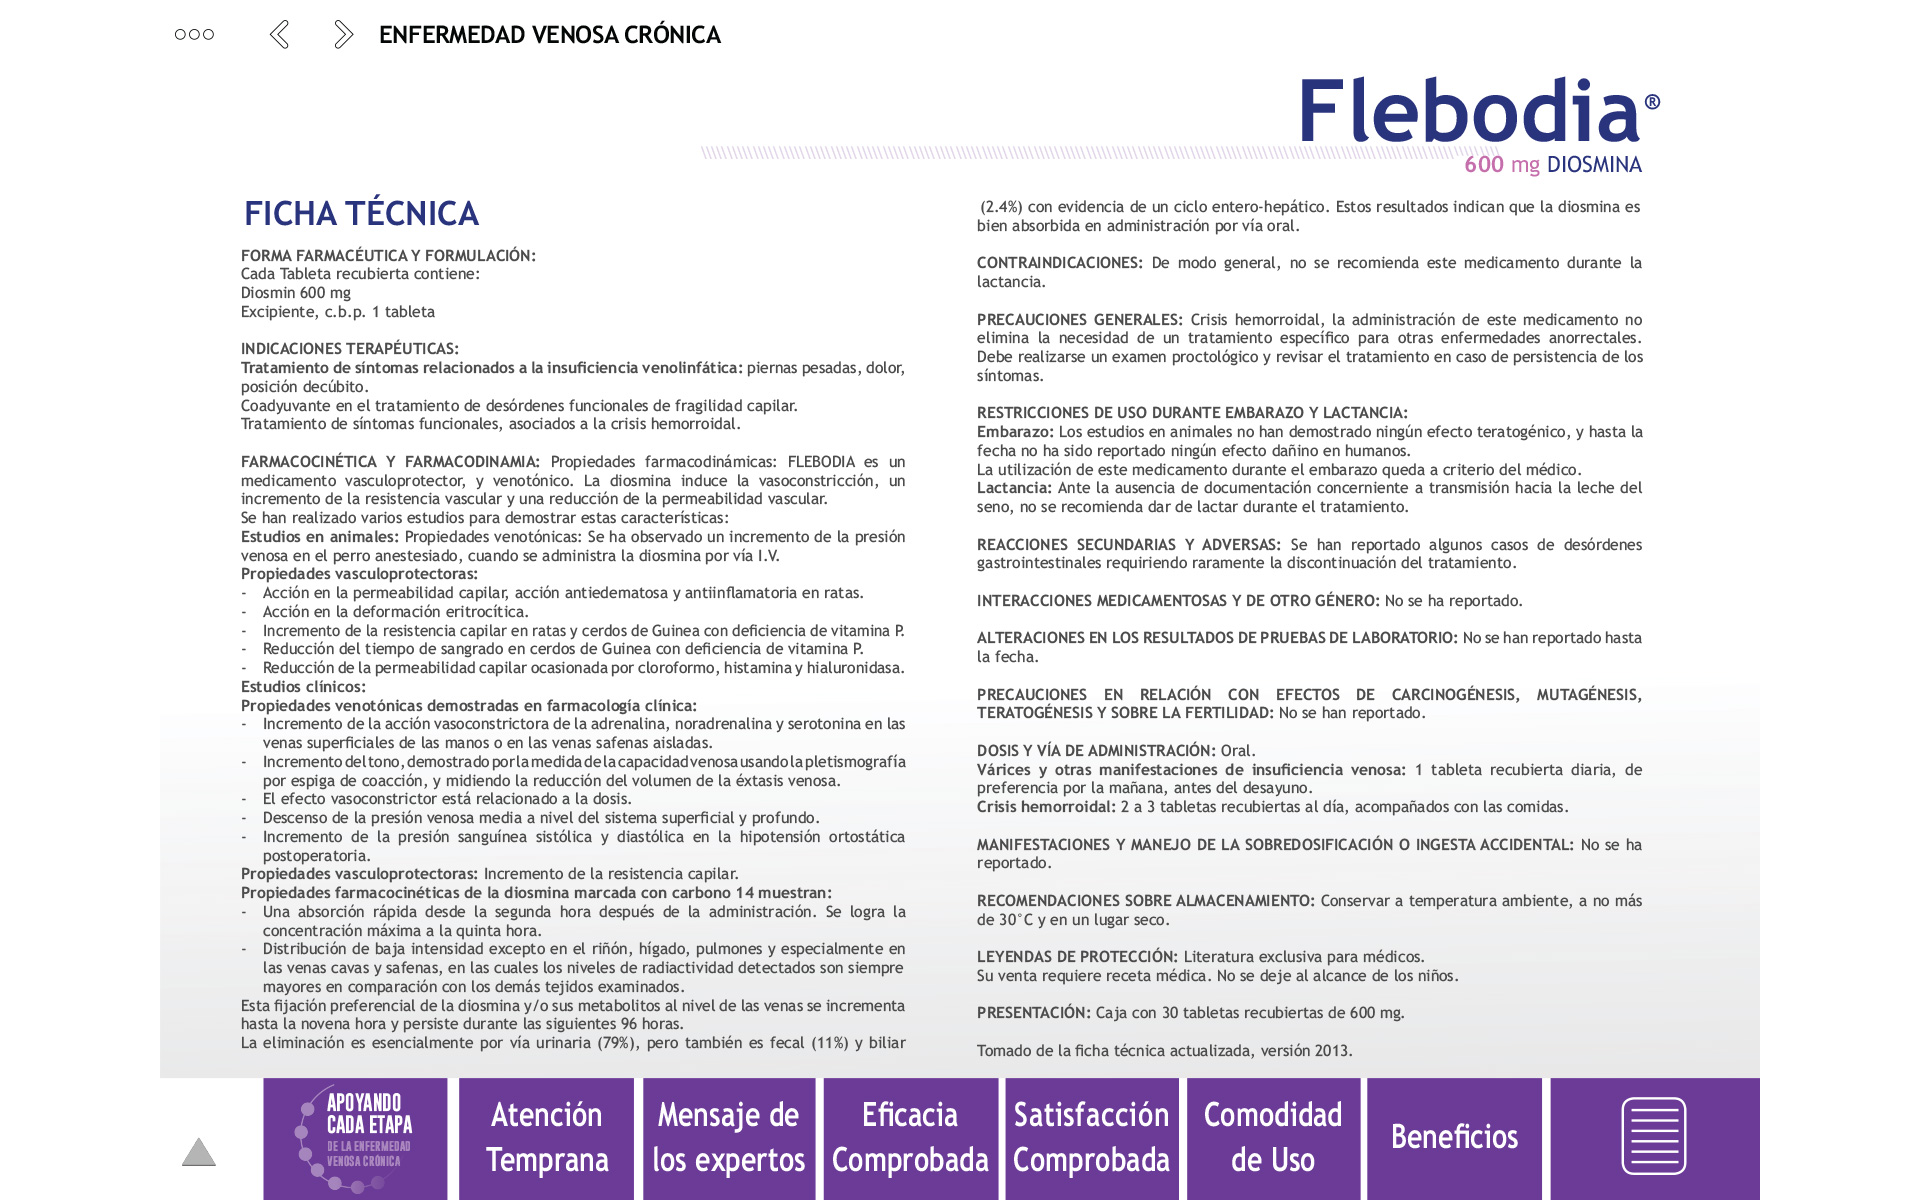 ENFERMEDAD VENOSA CRÓNICA
Flebodia®
600 mg DIOSMINA
FICHA TÉCNICA
FORMA FARMACÉUTICA Y FORMULACIÓN:
Cada Tableta recubierta contiene:
Diosmin 600 mg
Excipiente, c.b.p. 1 tableta
INDICACIONES TERAPÉUTICAS:
Tratamiento de síntomas relacionados a la insuficiencia venolinfática: piernas pesadas, dolor,
posición decúbito.
Coadyuvante en el tratamiento de desórdenes funcionales de fragilidad capilar.
Tratamiento de síntomas funcionales, asociados a la crisis hemorroidal.
FARMACOCINÉTICA Y FARMACODINAMIA: Propiedades farmacodinámicas: FLEBODIA es un
medicamento vasculoprotector, y venotónico. La diosmina induce la vasoconstricción, un
incremento de la resistencia vascular y una reducción de la permeabilidad vascular.
Se han realizado varios estudios para demostrar estas características:
Estudios en animales: Propiedades venotónicas: Se ha observado un incremento de la presión
venosa en el perro anestesiado, cuando se administra la diosmina por vía I.V.
Propiedades vasculoprotectoras:
- Acción en la permeabilidad capilar, acción antiedematosa y antiinflamatoria en ratas.
- Acción en la deformación eritrocítica.
- Incremento de la resistencia capilar en ratas y cerdos de Guinea con deficiencia de vitamina P.
- Reducción del tiempo de sangrado en cerdos de Guinea con deficiencia de vitamina P.
- Reducción de la permeabilidad capilar ocasionada por cloroformo, histamina y hialuronidasa.
Estudios clínicos:
Propiedades venotónicas demostradas en farmacología clínica:
- Incremento de la acción vasoconstrictora de la adrenalina, noradrenalina y serotonina en las
venas superficiales de las manos o en las venas safenas aisladas.
- Incremento del tono, demostrado por la medida de la capacidad venosa usando la pletismografía
por espiga de coacción, y midiendo la reducción del volumen de la éxtasis venosa.
- El efecto vasoconstrictor está relacionado a la dosis.
- Descenso de la presión venosa media a nivel del sistema superficial y profundo.
- Incremento de la presión sanguínea sistólica y diastólica en la hipotensión ortostática
postoperatoria.
Propiedades vasculoprotectoras: Incremento de la resistencia capilar.
Propiedades farmacocinéticas de la diosmina marcada con carbono 14 muestran:
- Una absorción rápida desde la segunda hora después de la administración. Se logra la
concentración máxima a la quinta hora.
- Distribución de baja intensidad excepto en el riñón, hígado, pulmones y especialmente en
las venas cavas y safenas, en las cuales los niveles de radiactividad detectados son siempre
mayores en comparación con los demás tejidos examinados.
Esta fijación preferencial de la diosmina y/o sus metabolitos al nivel de las venas se incrementa
hasta la novena hora y persiste durante las siguientes 96 horas.
La eliminación es esencialmente por vía urinaria (79%), pero también es fecal (11%) y biliar
(2.4%) con evidencia de un ciclo entero-hepático. Estos resultados indican que la diosmina es
bien absorbida en administración por vía oral.
CONTRAINDICACIONES: De modo general, no se recomienda este medicamento durante la
lactancia.
PRECAUCIONES GENERALES: Crisis hemorroidal, la administración de este medicamento no
elimina la necesidad de un tratamiento específico para otras enfermedades anorrectales.
Debe realizarse un examen proctológico y revisar el tratamiento en caso de persistencia de los
síntomas.
RESTRICCIONES DE USO DURANTE EMBARAZO Y LACTANCIA:
Embarazo: Los estudios en animales no han demostrado ningún efecto teratogénico, y hasta la
fecha no ha sido reportado ningún efecto dañino en humanos.
La utilización de este medicamento durante el embarazo queda a criterio del médico.
Lactancia: Ante la ausencia de documentación concerniente a transmisión hacia la leche del
seno, no se recomienda dar de lactar durante el tratamiento.
REACCIONES SECUNDARIAS Y ADVERSAS: Se han reportado algunos casos de desórdenes
gastrointestinales requiriendo raramente la discontinuación del tratamiento.
INTERACCIONES MEDICAMENTOSAS Y DE OTRO GÉNERO: No se ha reportado.
ALTERACIONES EN LOS RESULTADOS DE PRUEBAS DE LABORATORIO: No se han reportado hasta
la fecha.
PRECAUCIONES EN RELACIÓN CON EFECTOS DE CARCINOGÉNESIS, MUTAGÉNESIS,
TERATOGÉNESIS Y SOBRE LA FERTILIDAD: No se han reportado.
DOSIS Y VÍA DE ADMINISTRACIÓN: Oral.
Várices y otras manifestaciones de insuficiencia venosa: 1 tableta recubierta diaria, de
preferencia por la mañana, antes del desayuno.
Crisis hemorroidal: 2 a 3 tabletas recubiertas al día, acompañados con las comidas.
MANIFESTACIONES Y MANEJO DE LA SOBREDOSIFICACIÓN O INGESTA ACCIDENTAL: No se ha
reportado.
RECOMENDACIONES SOBRE ALMACENAMIENTO: Conservar a temperatura ambiente, a no más
de 30°C y en un lugar seco.
LEYENDAS DE PROTECCIÓN: Literatura exclusiva para médicos.
Su venta requiere receta médica. No se deje al alcance de los niños.
PRESENTACIÓN: Caja con 30 tabletas recubiertas de 600 mg.
Tomado de la ficha técnica actualizada, versión 2013.
APOYANDO
CADA ETAPA
DE LA ENFERMEDAD
VENOSA CRÓNICA
Atención
Temprana
Mensaje de
los expertos
Eficacia
Comprobada
Satisfacción
Comprobada
Comodidad
de Uso
Beneficios